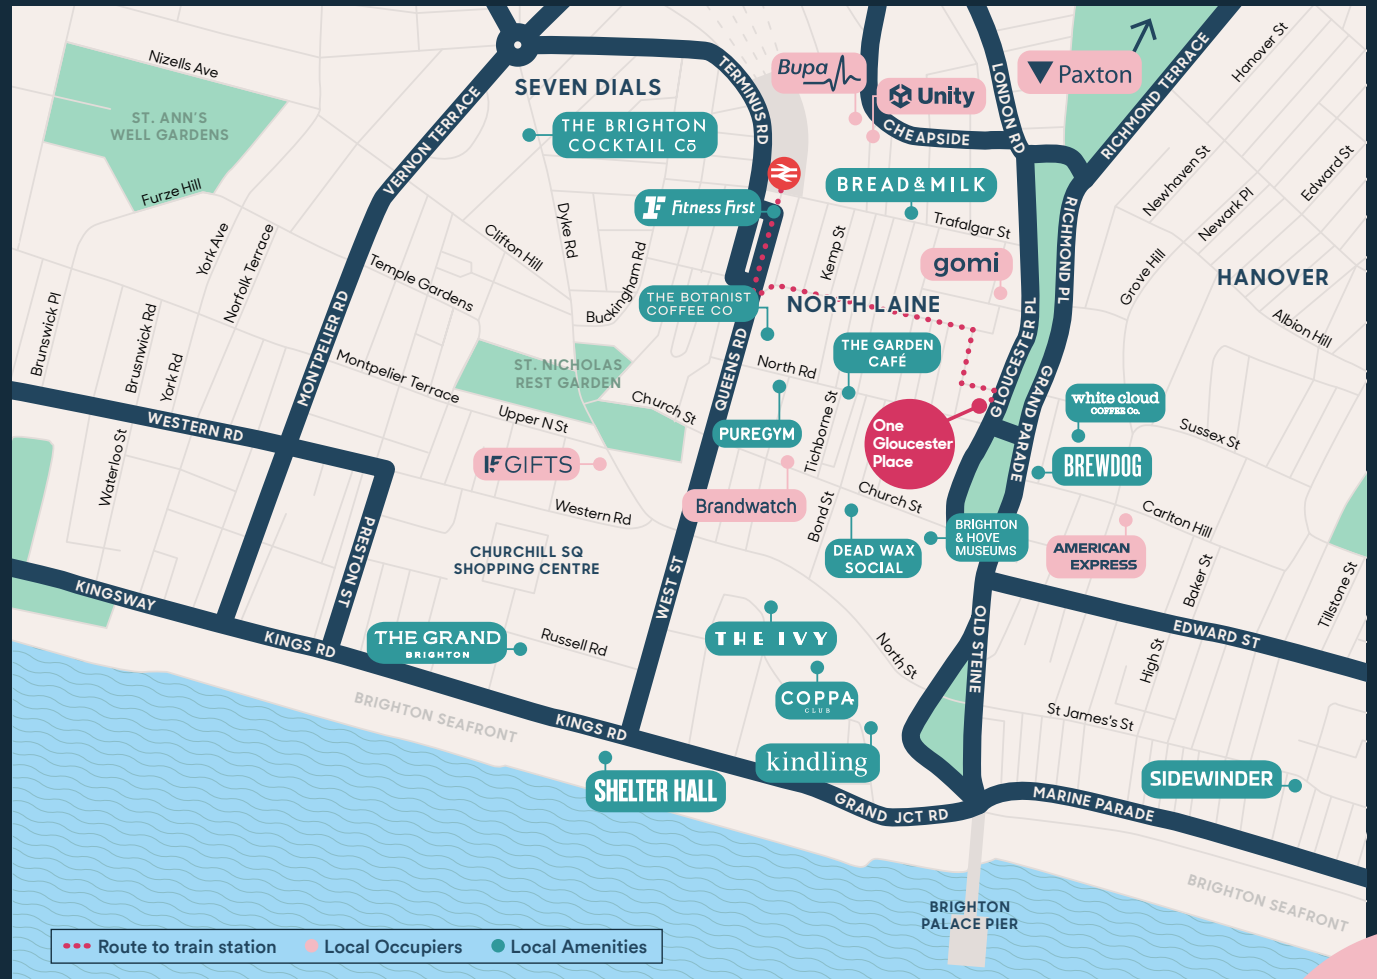 Nizells Ave
ST. ANN'S
WELL GARDENS
Furze Hill
VERNON TERRACE
SEVEN DIALS
THE BRIGHTON
COCKTAIL Cō
TERMINUS RD
Bupa
Unity
CHEAPSIDE
LONDON RD
Paxton
RICHMOND TERRACE
Hanover St
BREAD&MILK
Fitness First
Trafalgar St
Kemp St
gomi
RICHMOND PL
Newhaven St
Newark Pl
Edward St
Grove Hill
HANOVER
Albion Hill
York Ave
Norfolk Terrace
Dyke Rd
Clifton Hill
Buckingham Rd
Temple Gardens
THE BOTANIST
COFFEE CO
NORTH LAINE
Brunswick Pl
Brusnwick Rd
York Rd
MONTPELIER RD
Montpelier Terrace
ST. NICHOLAS
REST GARDEN
Church St
Upper N St
QUEENS RD
North Rd
THE GARDEN
CAFÉ
GLOUCESTER PL
GRAND PARADE
white cloud
COFFEE Co.
Sussex St
WESTERN RD
Waterloo St
PUREGYM
Tichborne St
One
Gloucester
Place
BREWDOG
IF GIFTS
Brandwatch
Western Rd
Bond St
Church St
DEAD WAX
SOCIAL
BRIGHTON
& HOVE
MUSEUMS
AMERICAN
EXPRESS
Carlton Hill
Baker St
Tillstone St
PRESTON ST
CHURCHILL SQ
SHOPPING CENTRE
WEST ST
KINGSWAY
KINGS RD
THE GRAND
BRIGHTON
Russell Rd
THE IVY
North St
OLD STEINE
EDWARD ST
High St
COPPA
CLUB
St James's St
BRIGHTON SEAFRONT
KINGS RD
kindling
SHELTER HALL
GRAND JCT RD
MARINE PARADE
SIDEWINDER
BRIGHTON
PALACE PIER
BRIGHTON SEAFRONT
Route to train station
Local Occupiers
Local Amenities